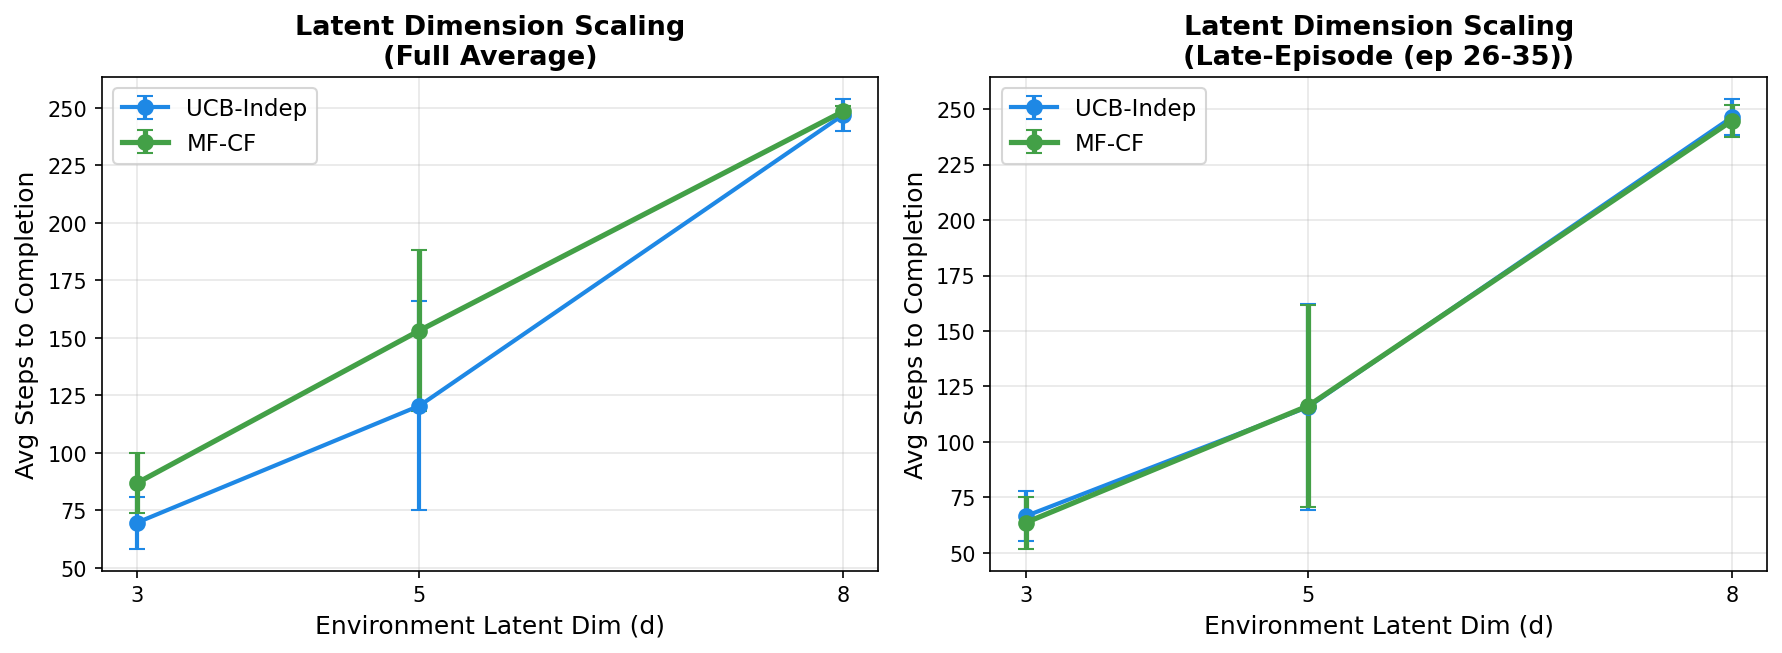 Latent Dimension Scaling
(Full Average)
UCB-Indep
MF-CF
Avg Steps to Completion
250
225
200
175
150
125
100
75
50
3
5
8
Environment Latent Dim (d)
Latent Dimension Scaling
(Late-Episode (ep 26-35))
UCB-Indep
MF-CF
Avg Steps to Completion
250
225
200
175
150
125
100
75
50
3
5
8
Environment Latent Dim (d)